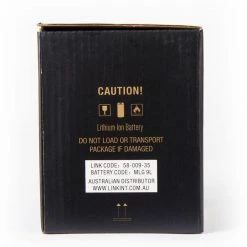 CAUTION!
Lithium Ion Battery
DO NOT LOAD OR TRANSPORT
PACKAGE IF DAMAGED
LINK CODE: 58-009-35
BATTERY CODE: MLG 9L
AUSTRALIAN DISTRIBUTOR
WWW.LINKINT.COM.AU